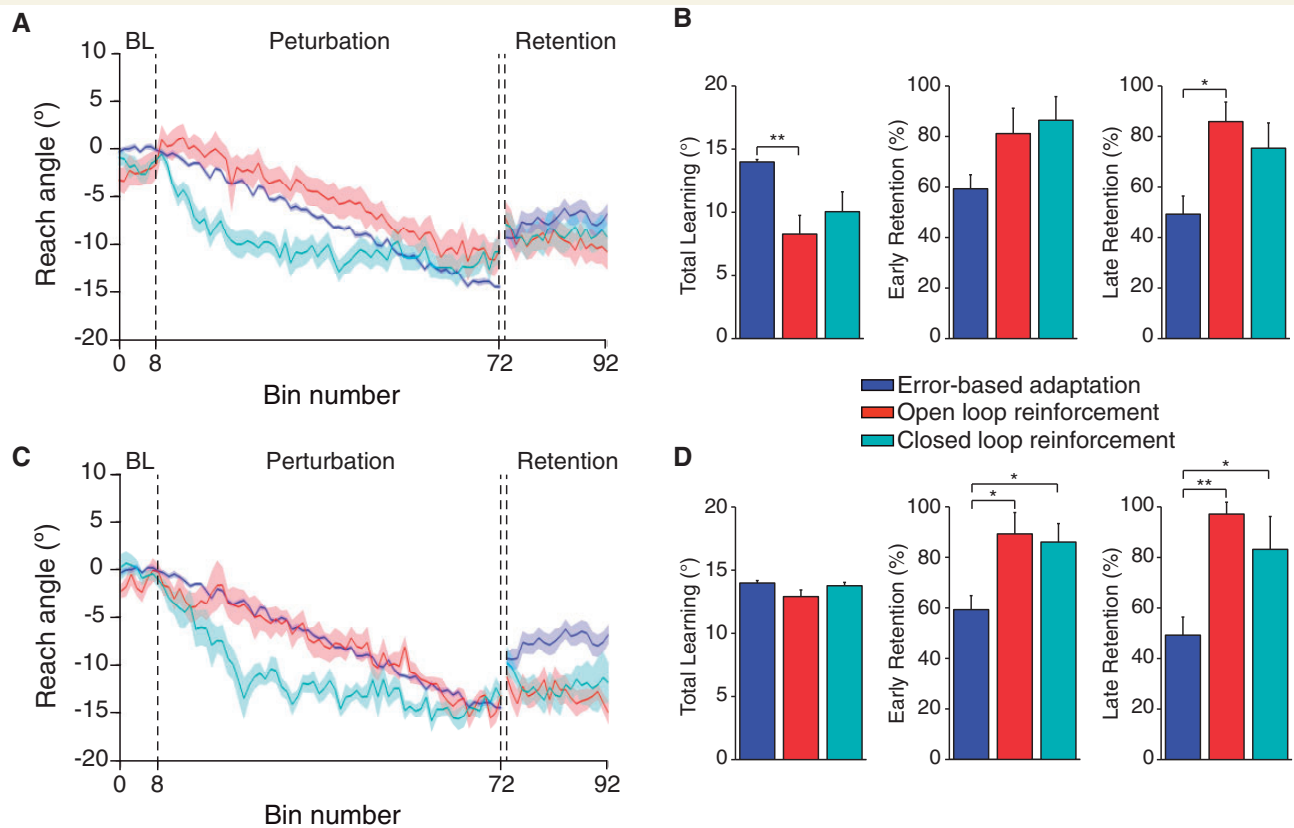 A
BL Peturbation Retention
10
5
0
-5
-10
-15
-20
Reach angle (°)
0 8 72 92
Bin number
B
20
15
10
5
0
Total Learning (°)
**
100
80
60
40
20
0
Early Retention (%)
100
80
60
40
20
0
Late Retention (%)
*
Error-based adaptation
Open loop reinforcement
Closed loop reinforcement
C
BL Perturbation Retention
10
5
0
-5
-10
-15
-20
Reach angle (°)
0 8 72 92
Bin number
D
20
15
10
5
0
Total Learning (°)
100
80
60
40
20
0
Early Retention (%)
*
*
100
80
60
40
20
0
Late Retention (%)
*
**